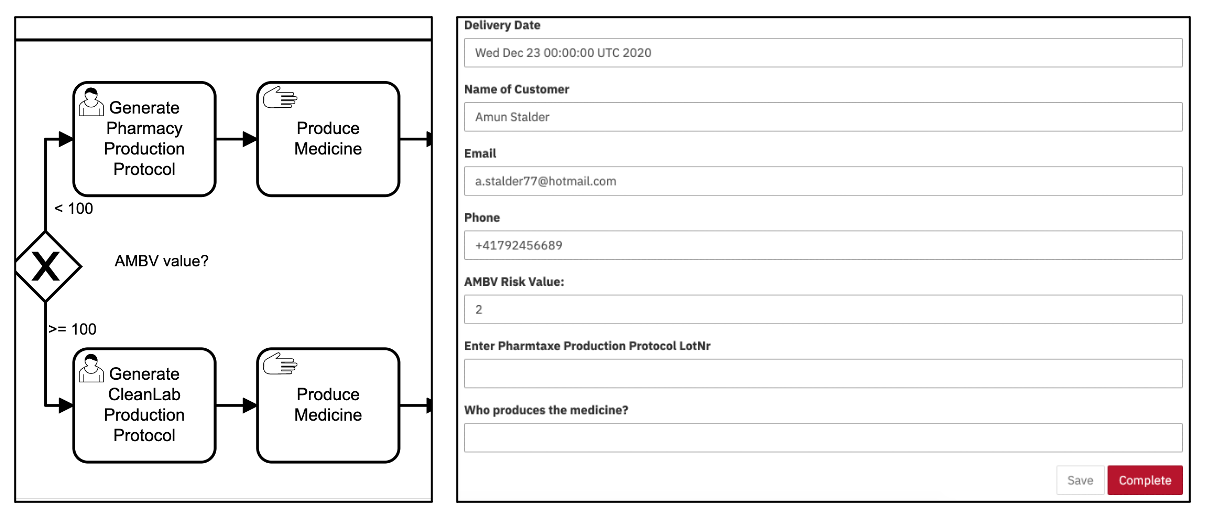 Generate
Pharmacy
Production
Protocol
Produce
Medicine
< 100
X
AMBV value?
>= 100
Generate
CleanLab
Production
Protocol
Produce
Medicine
Delivery Date
Wed Dec 23 00:00:00 UTC 2020
Name of Customer
Amun Stalder
Email
a.stalder77@hotmail.com
Phone
+41792456689
AMBV Risk Value:
2
Enter Pharmtaxe Production Protocol LotNr
Who produces the medicine?
Save Complete